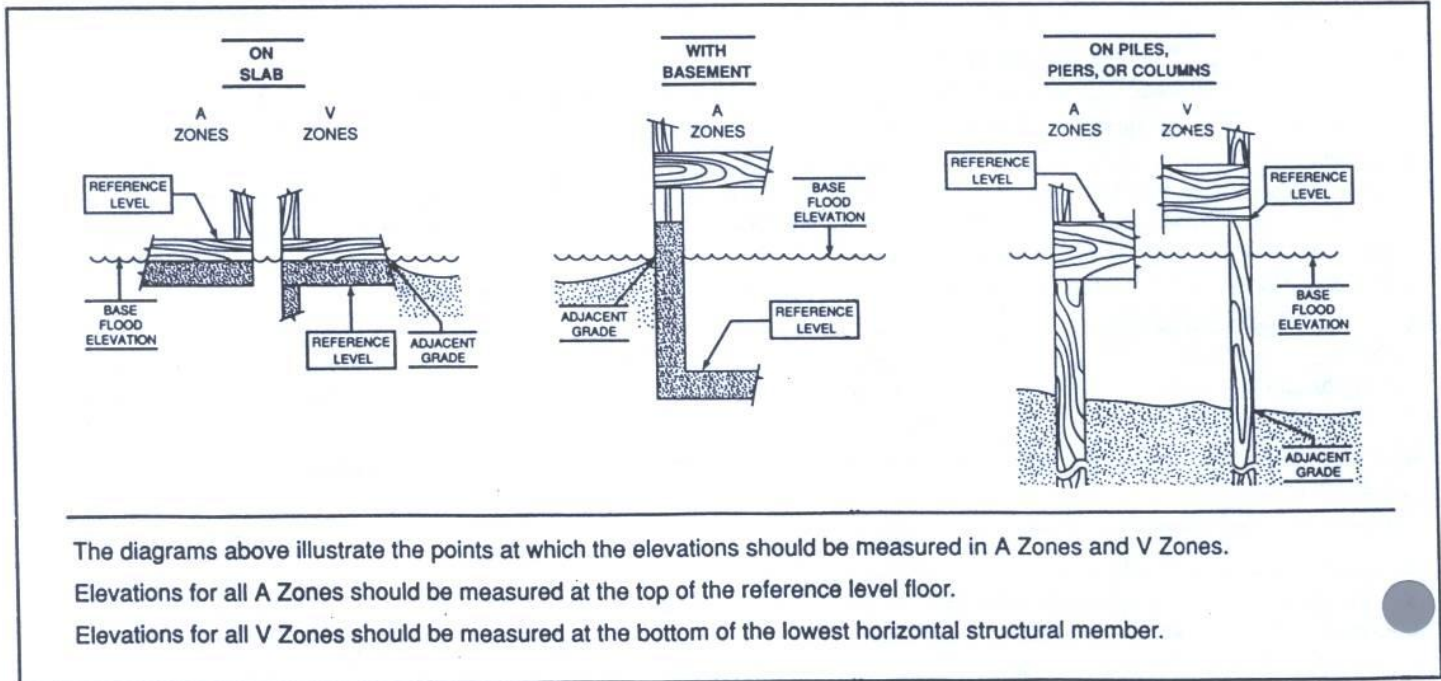 ON
SLAB
A
ZONES
V
ZONES
REFERENCE
LEVEL
BASE
FLOOD
ELEVATION
REFERENCE
LEVEL
ADJACENT
GRADE
WITH
BASEMENT
A
ZONES
BASE
FLOOD
ELEVATION
ADJACENT
GRADE
REFERENCE
LEVEL
ON PILES,
PIERS, OR COLUMNS
A
ZONES
V
ZONES
REFERENCE
LEVEL
REFERENCE
LEVEL
BASE
FLOOD
ELEVATION
ADJACENT
GRADE
The diagrams above illustrate the points at which the elevations should be measured in A Zones and V Zones.
Elevations for all A Zones should be measured at the top of the reference level floor.
Elevations for all V Zones should be measured at the bottom of the lowest horizontal structural member.